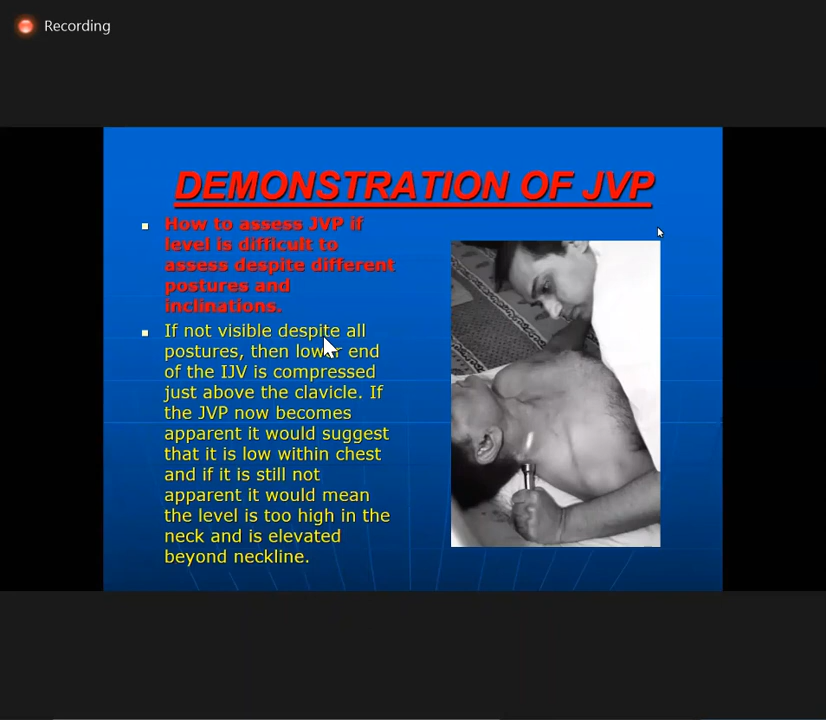 Recording
DEMONSTRATION OF JVP
How to assess JVP if
level is difficult to
assess despite different
postures and
inclinations.
If not visible despite all
postures, then lower end
of the IJV is compressed
just above the clavicle. If
the JVP now becomes
apparent it would suggest
that it is low within chest
and if it is still not
apparent it would mean
the level is too high in the
neck and is elevated
beyond neckline.